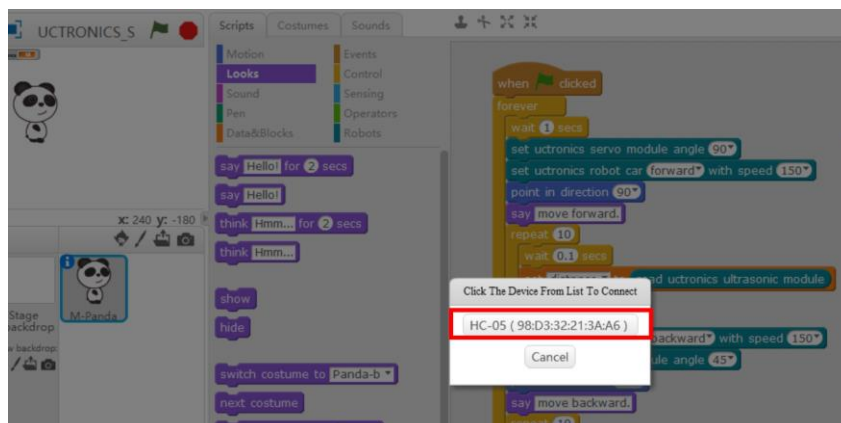 UCTRONICS_S
x: 240 y: -180
M-Panda
Stage
backdrop
backdrop:
Scripts Costumes Sounds
Motion Events
Looks Control
Sound Sensing
Pen Operators
Data&Blocks Robots
say Hello! for 2 secs
say Hello!
think Hmm... for 2 secs
think Hmm...
show
hide
switch costume to Panda-b
next costume
when clicked
forever
wait 1 secs
set uctronics servo module angle 90
set uctronics robot car forward with speed 150
point in direction 90
say move forward.
repeat 10
wait 0.1 secs
uctronics ultrasonic module
backward with speed 150
angle 45
say move backward.
Click The Device From List To Connect
HC-05 ( 98:D3:32:21:3A:A6 )
Cancel